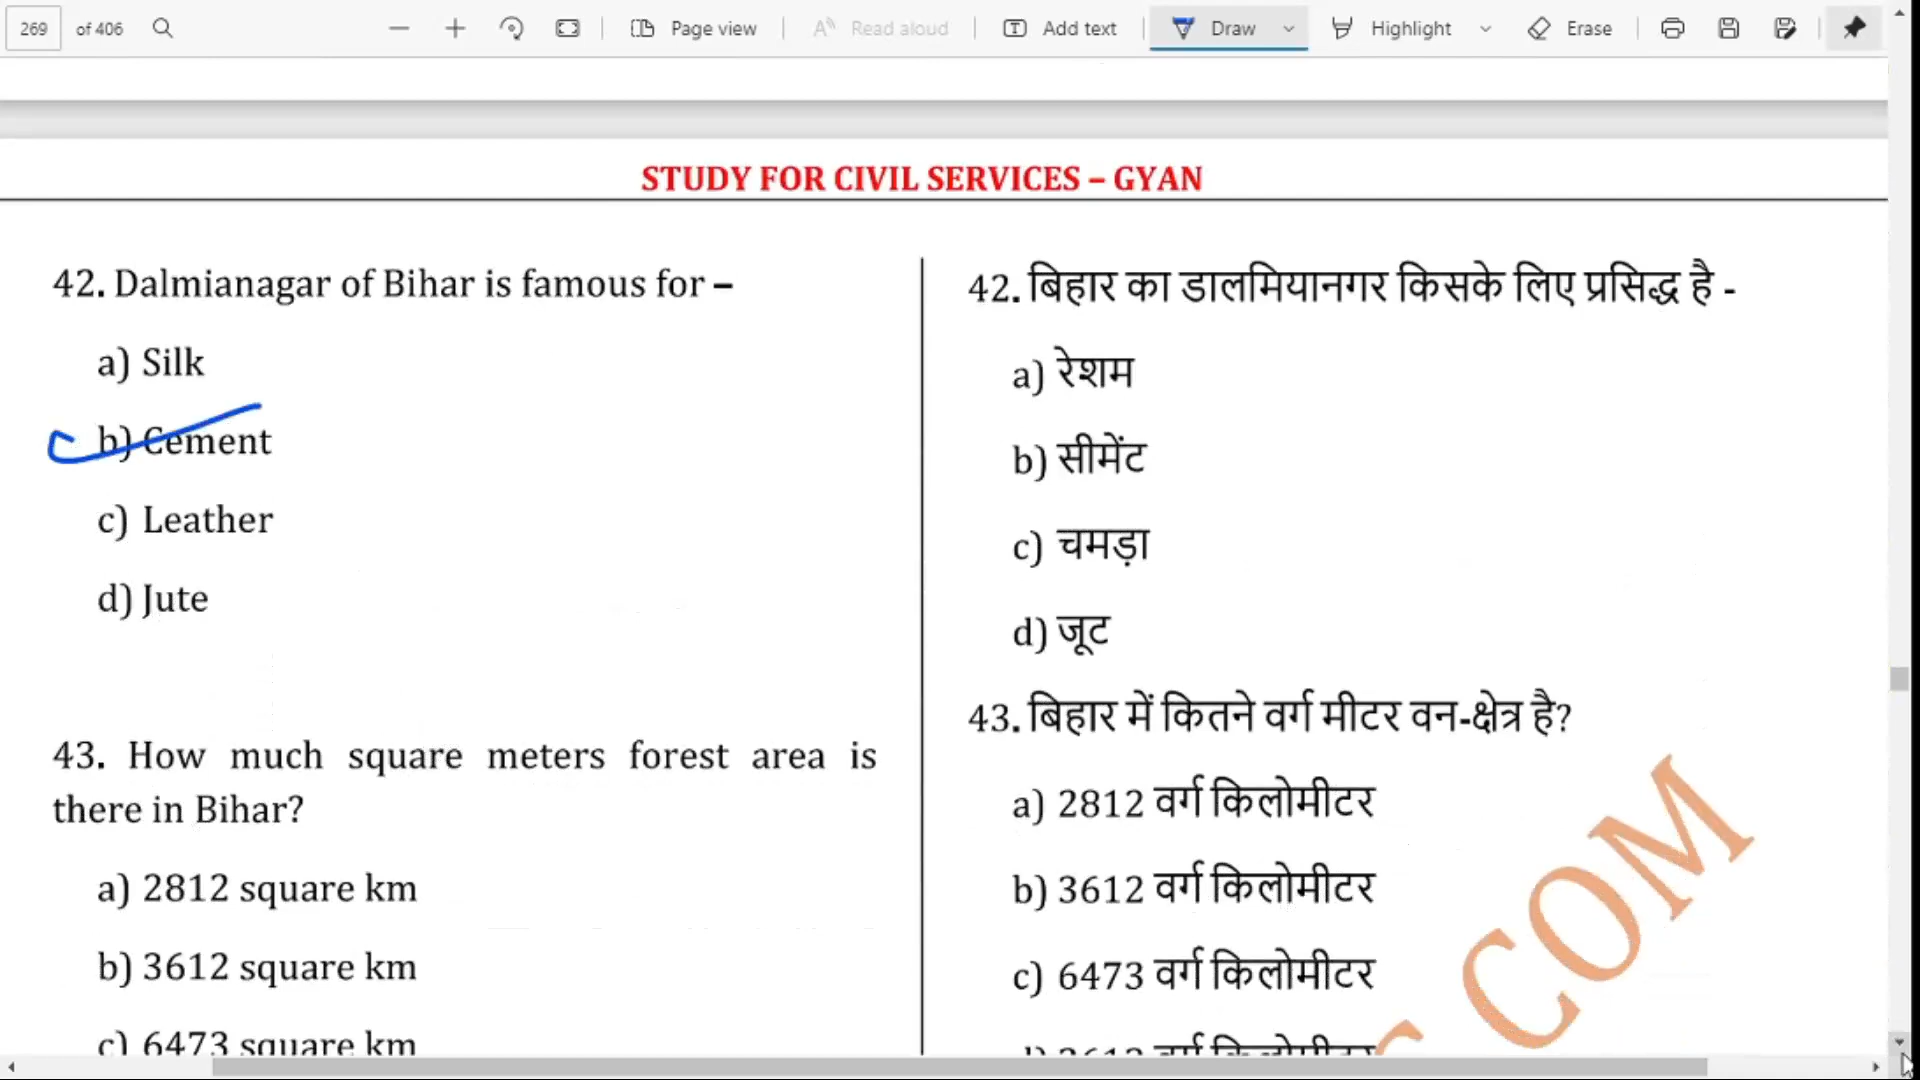 269 of 406 Page view Read aloud Add text Draw Highlight Erase
STUDY FOR CIVIL SERVICES – GYAN
42. Dalmianagar of Bihar is famous for –
a) Silk
b) Cement
c) Leather
d) Jute
43. How much square meters forest area is
there in Bihar?
a) 2812 square km
b) 3612 square km
c) 6473 square km
42. बिहार का डालमियानगर किसके लिए प्रसिद्ध है -
a) रेशम
b) सीमेंट
c) चमड़ा
d) जूट
43. बिहार में कितने वर्ग मीटर वन-क्षेत्र है?
a) 2812 वर्ग किलोमीटर
b) 3612 वर्ग किलोमीटर
c) 6473 वर्ग किलोमीटर
COM